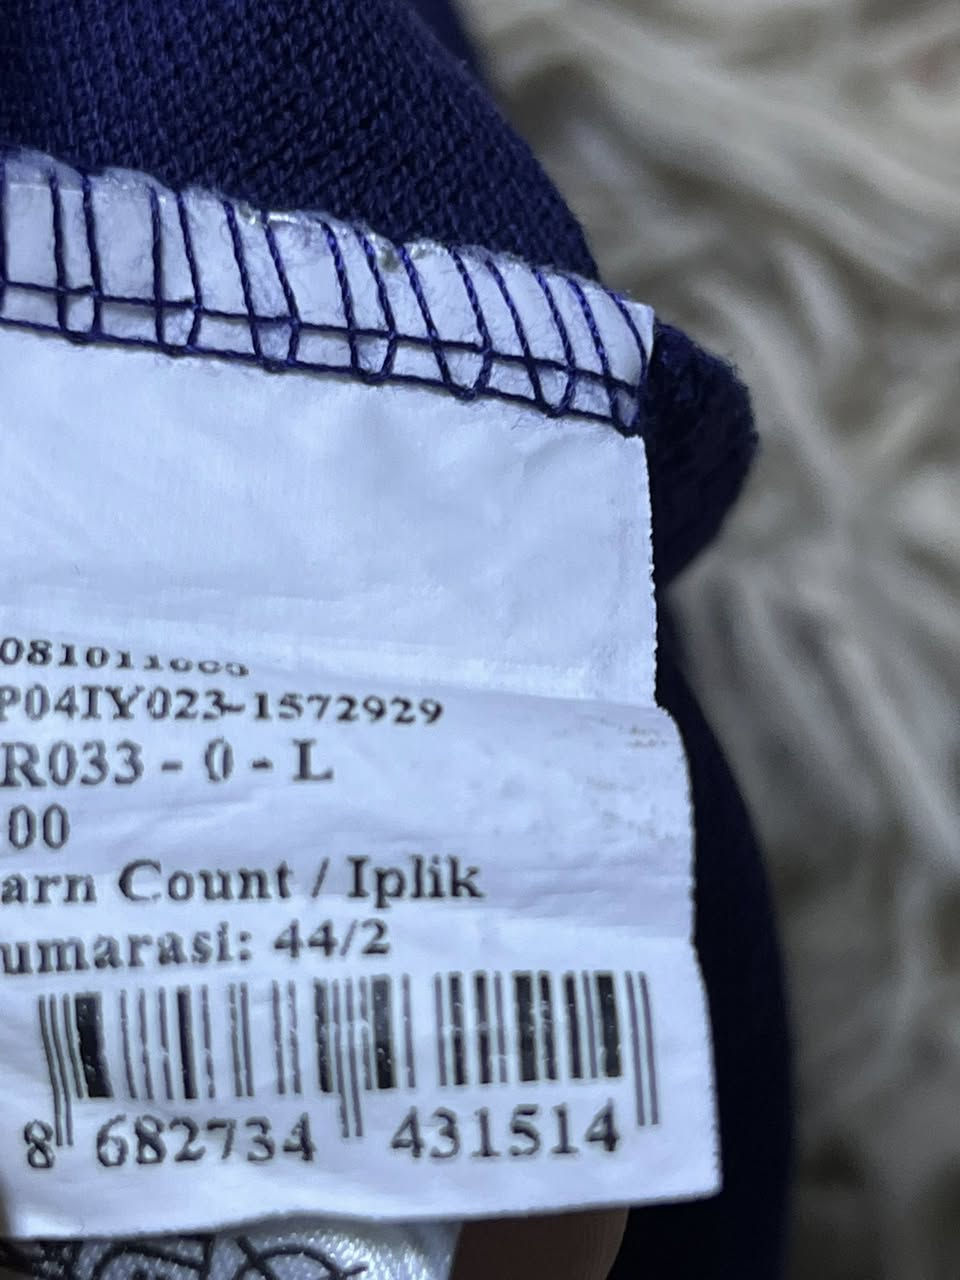 P04IY023-1572929
R033 - 0 - L
00
arn Count / Iplik
umarasi: 44/2
8 682734 431514